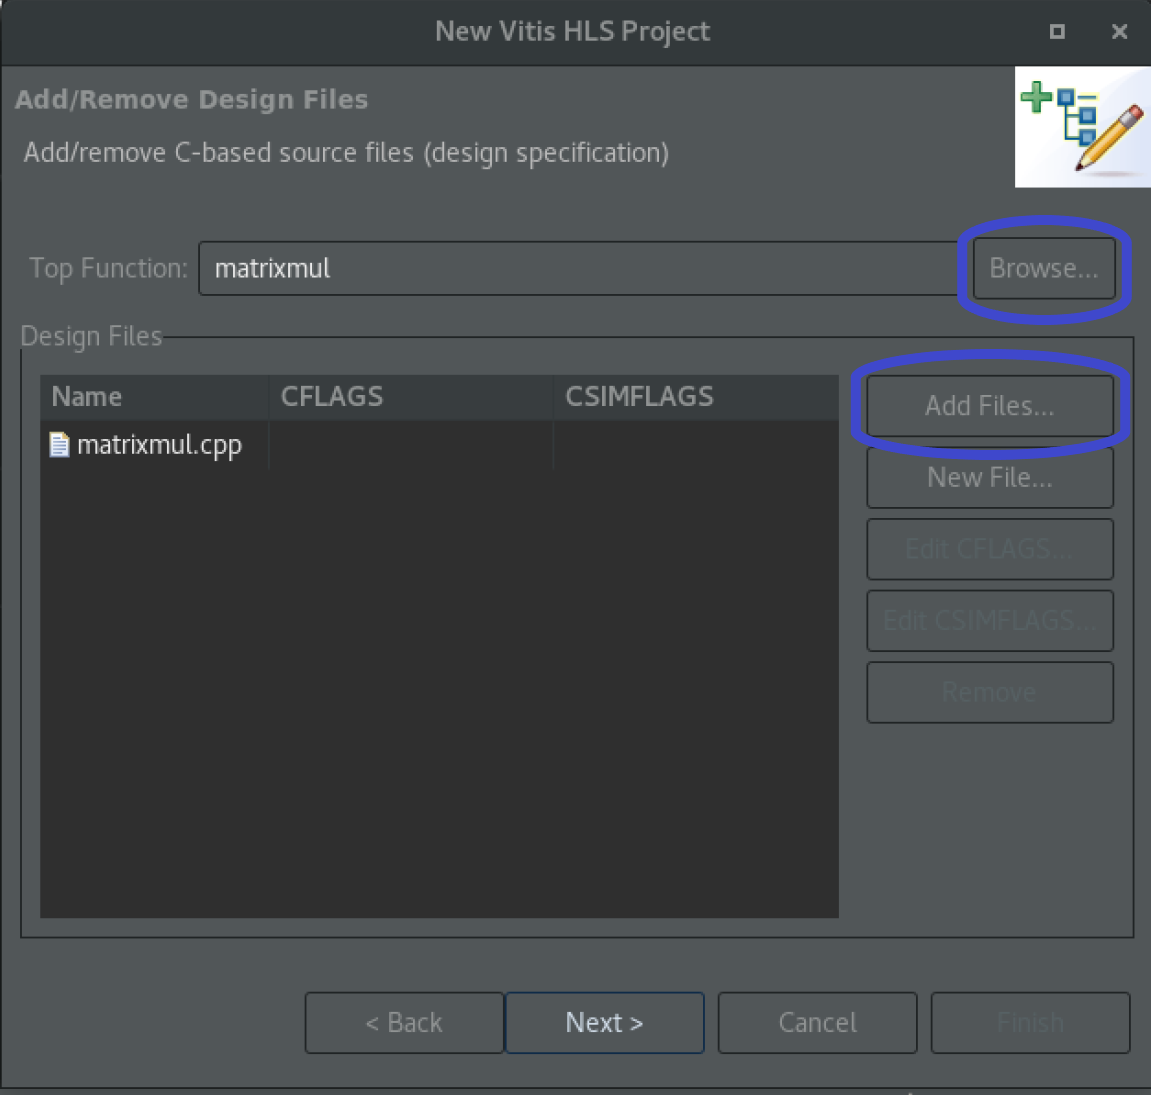 New Vitis HLS Project
Add/Remove Design Files
Add/remove C-based source files (design specification)
Top Function: matrixmul Browse...
Design Files
Name CFLAGS CSIMFLAGS Add Files...
matrixmul.cpp
New File...
Edit CFLAGS...
Edit CSIMFLAGS...
Remove
< Back Next > Cancel Finish